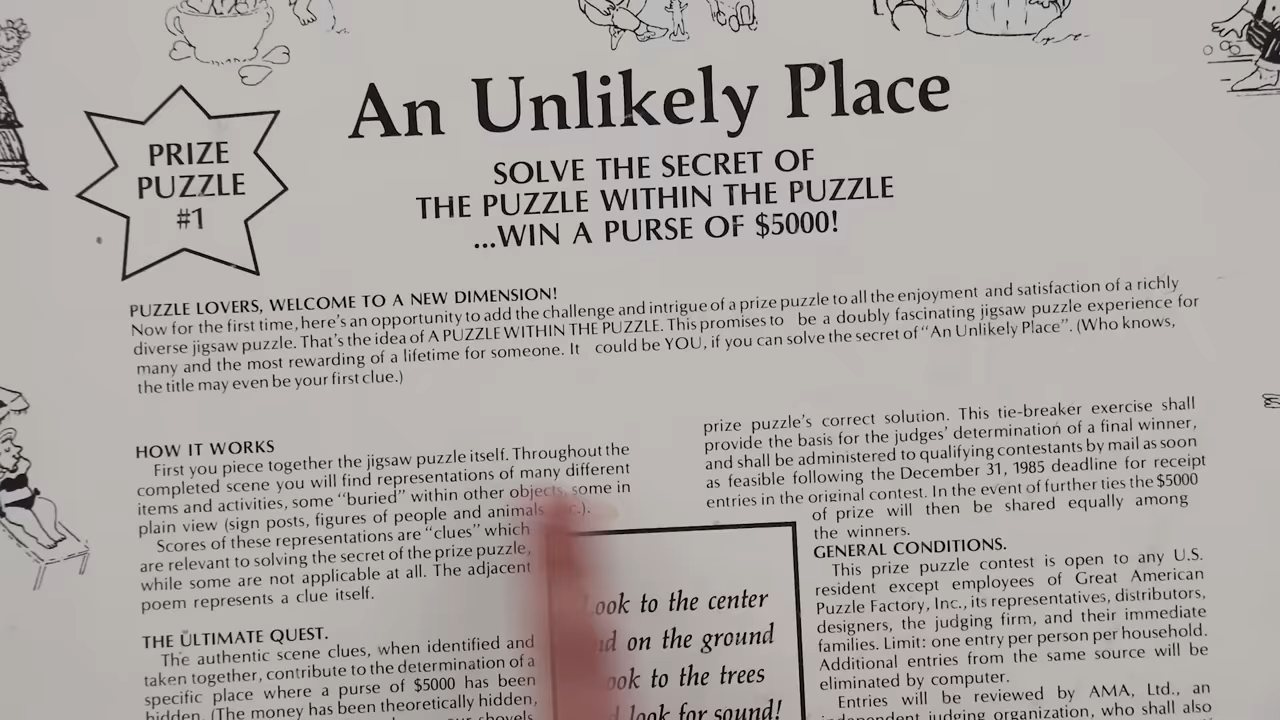 An Unlikely Place
PRIZE
PUZZLE
#1
SOLVE THE SECRET OF
THE PUZZLE WITHIN THE PUZZLE
...WIN A PURSE OF $5000!
PUZZLE LOVERS, WELCOME TO A NEW DIMENSION!
Now for the first time, here's an opportunity to add the challenge and intrigue of a prize puzzle to all the enjoyment and satisfaction of a richly
diverse jigsaw puzzle. That's the idea of A PUZZLE WITHIN THE PUZZLE. This promises to be a doubly fascinating jigsaw puzzle experience for
many and the most rewarding of a lifetime for someone. It could be YOU, if you can solve the secret of "An Unlikely Place". (Who knows,
the title may even be your first clue.)
HOW IT WORKS
First you piece together the jigsaw puzzle itself. Throughout the
completed scene you will find representations of many different
items and activities, some "buried" within other objects, some in
plain view (sign posts, figures of people and animals
Scores of these representations are "clues" which
are relevant to solving the secret of the prize puzzle,
while some are not applicable at all. The adjacent
poem represents a clue itself.
THE ULTIMATE QUEST.
The authentic scene clues, when identified and
taken together, contribute to the determination of a
specific place where a purse of $5000 has been
hidden. (The money has been theoretically hidden,
shovels
to the center
on the ground
to the trees
look for sound!
prize puzzle's correct solution. This tie-breaker exercise shall
provide the basis for the judges' determination of a final winner,
and shall be administered to qualifying contestants by mail as soon
as feasible following the December 31, 1985 deadline for receipt
entries in the original contest. In the event of further ties the $5000
of prize will then be shared equally among
the winners.
GENERAL CONDITIONS.
This prize puzzle contest is open to any U.S.
resident except employees of Great American
Puzzle Factory, Inc., its representatives, distributors,
designers, the judging firm, and their immediate
families. Limit: one entry per person per household.
Additional entries from the same source will be
eliminated by computer.
Entries will be reviewed by AMA, Ltd., an
independent judging organization, who shall also